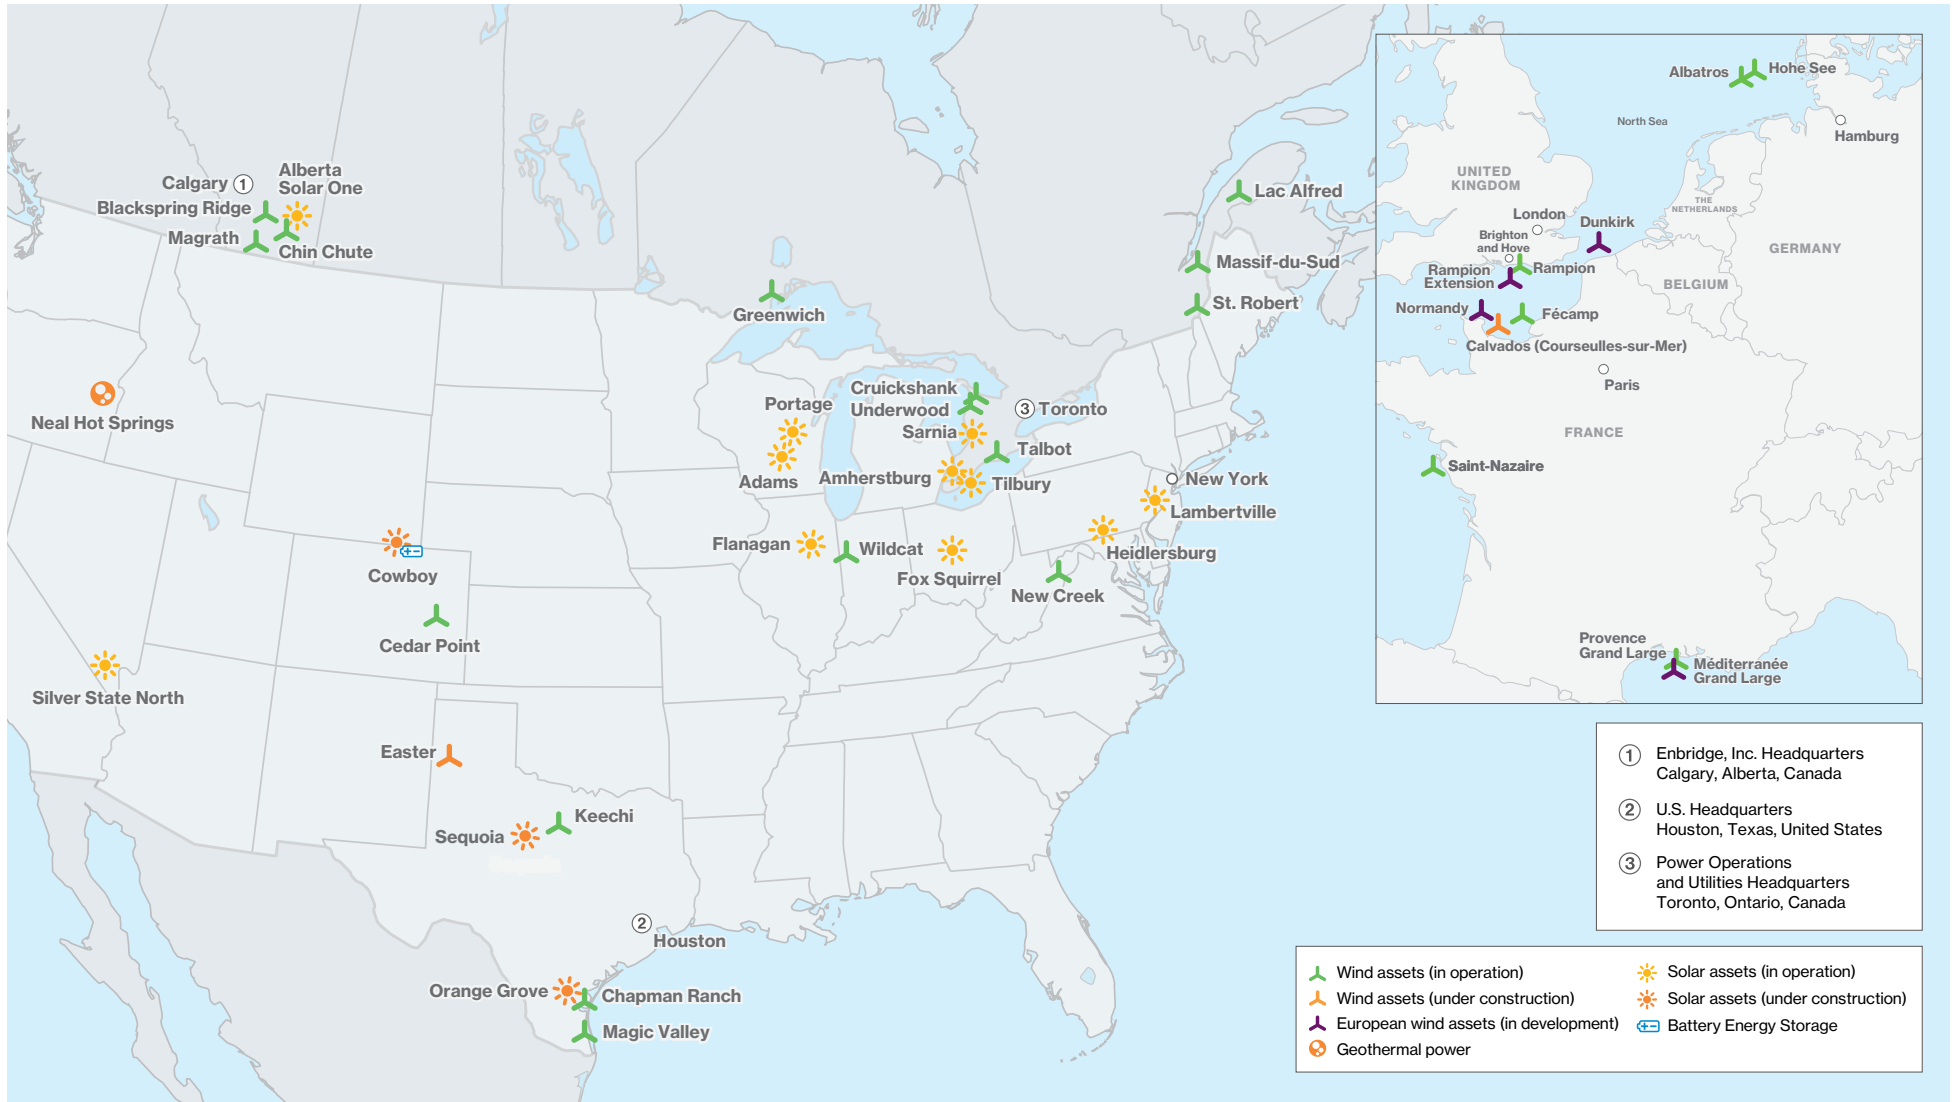 Calgary 1
Alberta
Solar One
Blackspring Ridge
Magrath
Chin Chute
Neal Hot Springs
Greenwich
Lac Alfred
Massif-du-Sud
St. Robert
Cruickshank
Underwood
3 Toronto
Portage
Sarnia
Talbot
Adams
Amherstburg
Tilbury
New York
Lambertville
Flanagan
Wildcat
Heidlersburg
Fox Squirrel
New Creek
Cowboy
Cedar Point
Silver State North
Easter
Keechi
Sequoia
2
Houston
Orange Grove
Chapman Ranch
Magic Valley
Albatros
Hohe See
North Sea
Hamburg
UNITED
KINGDOM
THE
NETHERLANDS
London
Dunkirk
Brighton
and Hove
GERMANY
Rampion
Rampion
Extension
BELGIUM
Normandy
Fécamp
Calvados (Courseulles-sur-Mer)
Paris
FRANCE
Saint-Nazaire
Provence
Grand Large
Méditerranée
Grand Large
1 Enbridge, Inc. Headquarters
Calgary, Alberta, Canada
2 U.S. Headquarters
Houston, Texas, United States
3 Power Operations
and Utilities Headquarters
Toronto, Ontario, Canada
Wind assets (in operation)
Wind assets (under construction)
European wind assets (in development)
Geothermal power
Solar assets (in operation)
Solar assets (under construction)
Battery Energy Storage